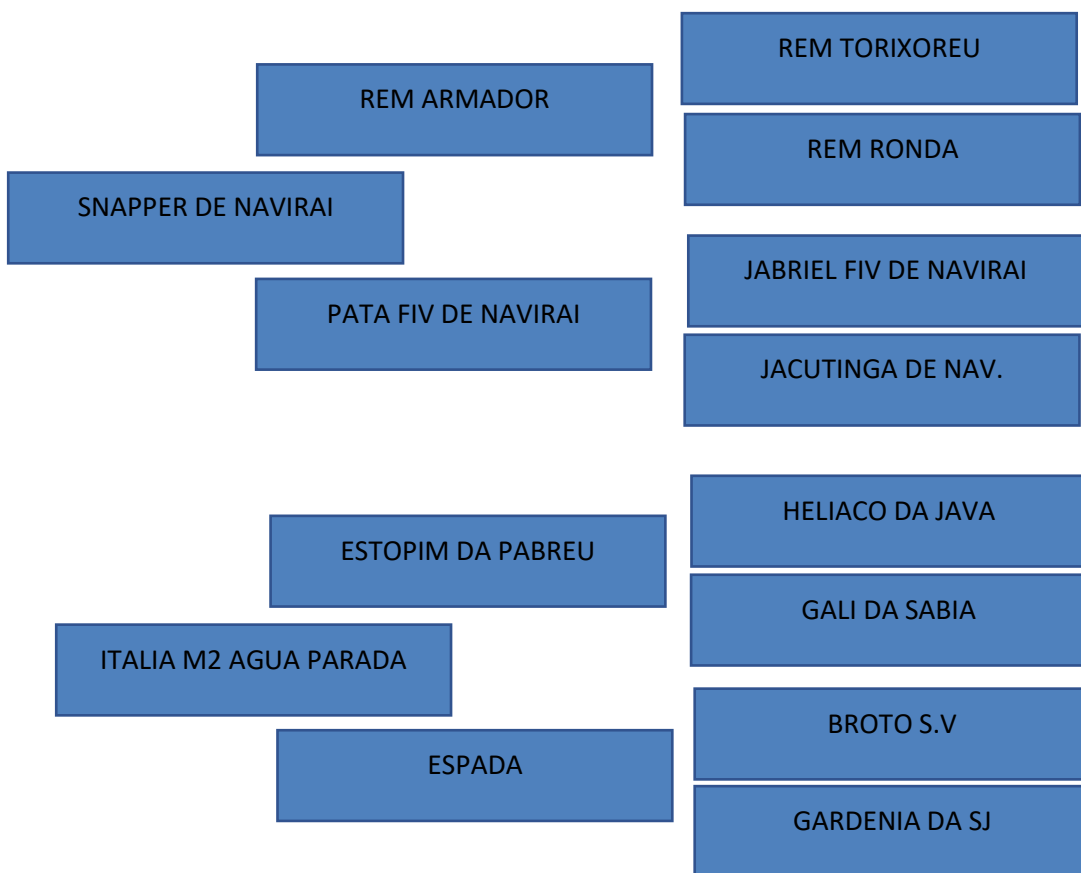 REM TORIXOREU
REM ARMADOR
REM RONDA
SNAPPER DE NAVIRAI
JABRIEL FIV DE NAVIRAI
PATA FIV DE NAVIRAI
JACUTINGA DE NAV.
HELIACO DA JAVA
ESTOPIM DA PABREU
GALI DA SABIA
ITALIA M2 AGUA PARADA
BROTO S.V
ESPADA
GARDENIA DA SJ